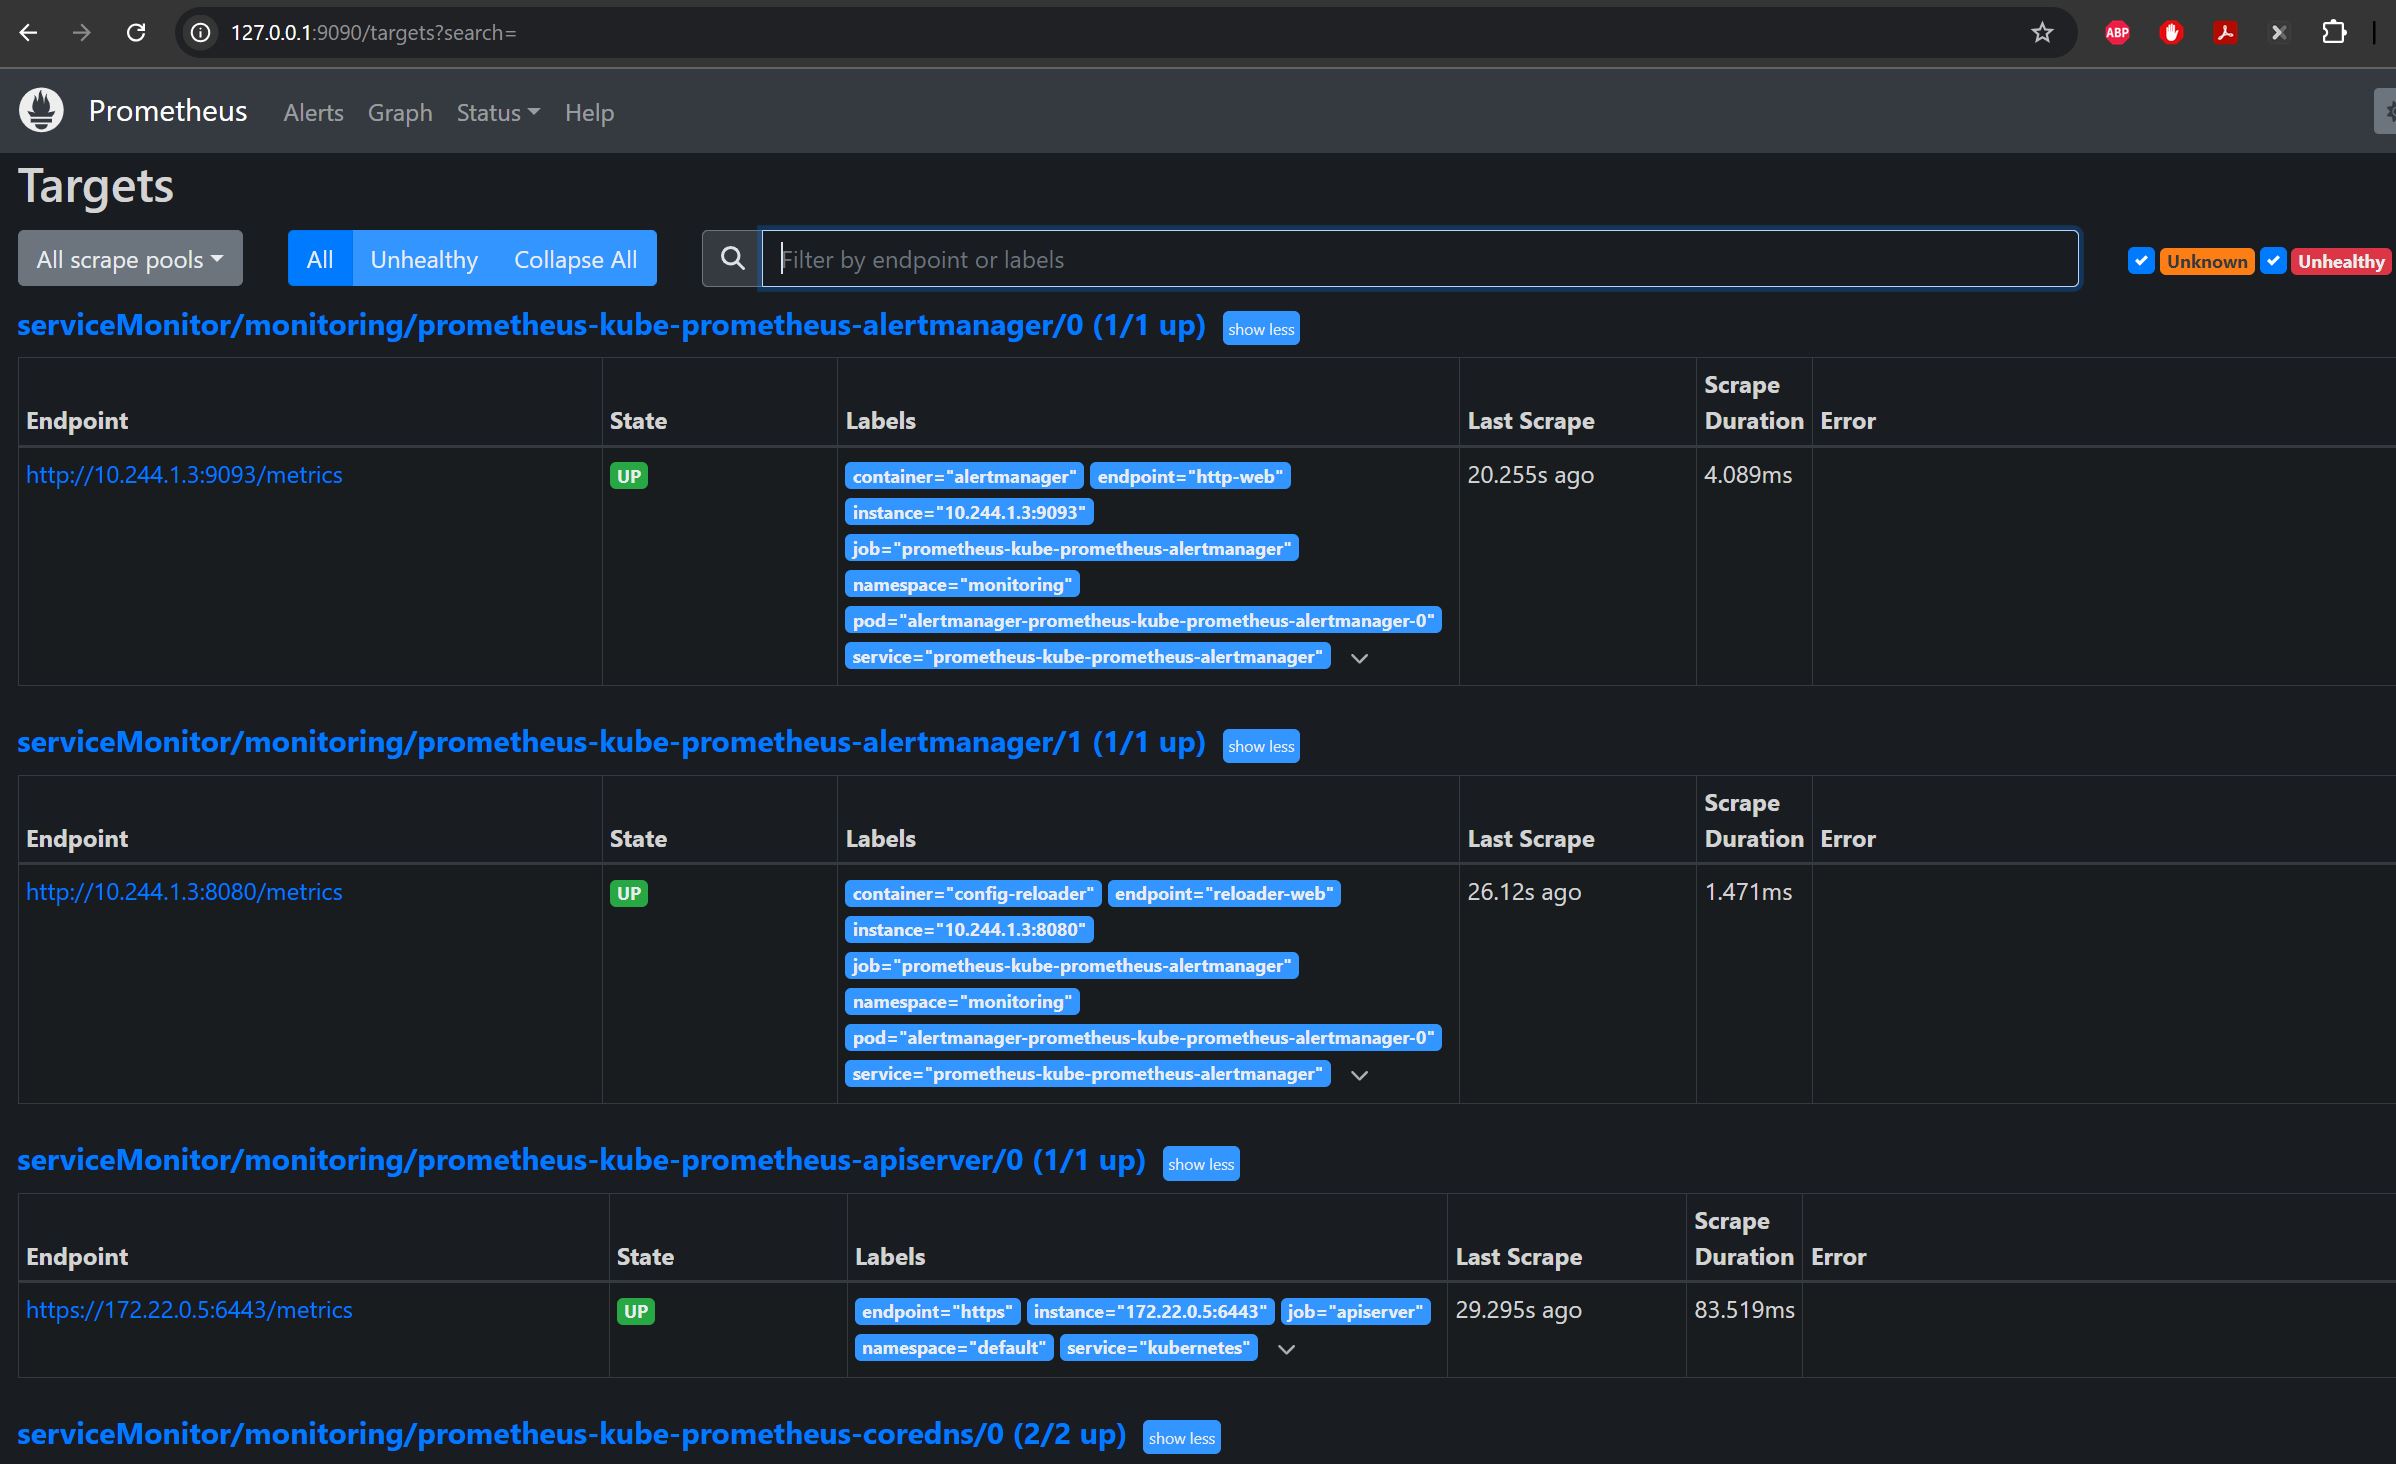 127.0.0.1:9090/targets?search=
ABP
Prometheus Alerts Graph Status Help
Targets
All scrape pools All Unhealthy Collapse All Filter by endpoint or labels Unknown Unhealthy
serviceMonitor/monitoring/prometheus-kube-prometheus-alertmanager/0 (1/1 up) show less
Endpoint State Labels Last Scrape Scrape Duration Error
http://10.244.1.3:9093/metrics UP container="alertmanager" endpoint="http-web" 20.255s ago 4.089ms
instance="10.244.1.3:9093"
job="prometheus-kube-prometheus-alertmanager"
namespace="monitoring"
pod="alertmanager-prometheus-kube-prometheus-alertmanager-0"
service="prometheus-kube-prometheus-alertmanager"
serviceMonitor/monitoring/prometheus-kube-prometheus-alertmanager/1 (1/1 up) show less
Endpoint State Labels Last Scrape Scrape Duration Error
http://10.244.1.3:8080/metrics UP container="config-reloader" endpoint="reloader-web" 26.12s ago 1.471ms
instance="10.244.1.3:8080"
job="prometheus-kube-prometheus-alertmanager"
namespace="monitoring"
pod="alertmanager-prometheus-kube-prometheus-alertmanager-0"
service="prometheus-kube-prometheus-alertmanager"
serviceMonitor/monitoring/prometheus-kube-prometheus-apiserver/0 (1/1 up) show less
Endpoint State Labels Last Scrape Scrape Duration Error
https://172.22.0.5:6443/metrics UP endpoint="https" instance="172.22.0.5:6443" job="apiserver" 29.295s ago 83.519ms
namespace="default" service="kubernetes"
serviceMonitor/monitoring/prometheus-kube-prometheus-coredns/0 (2/2 up) show less